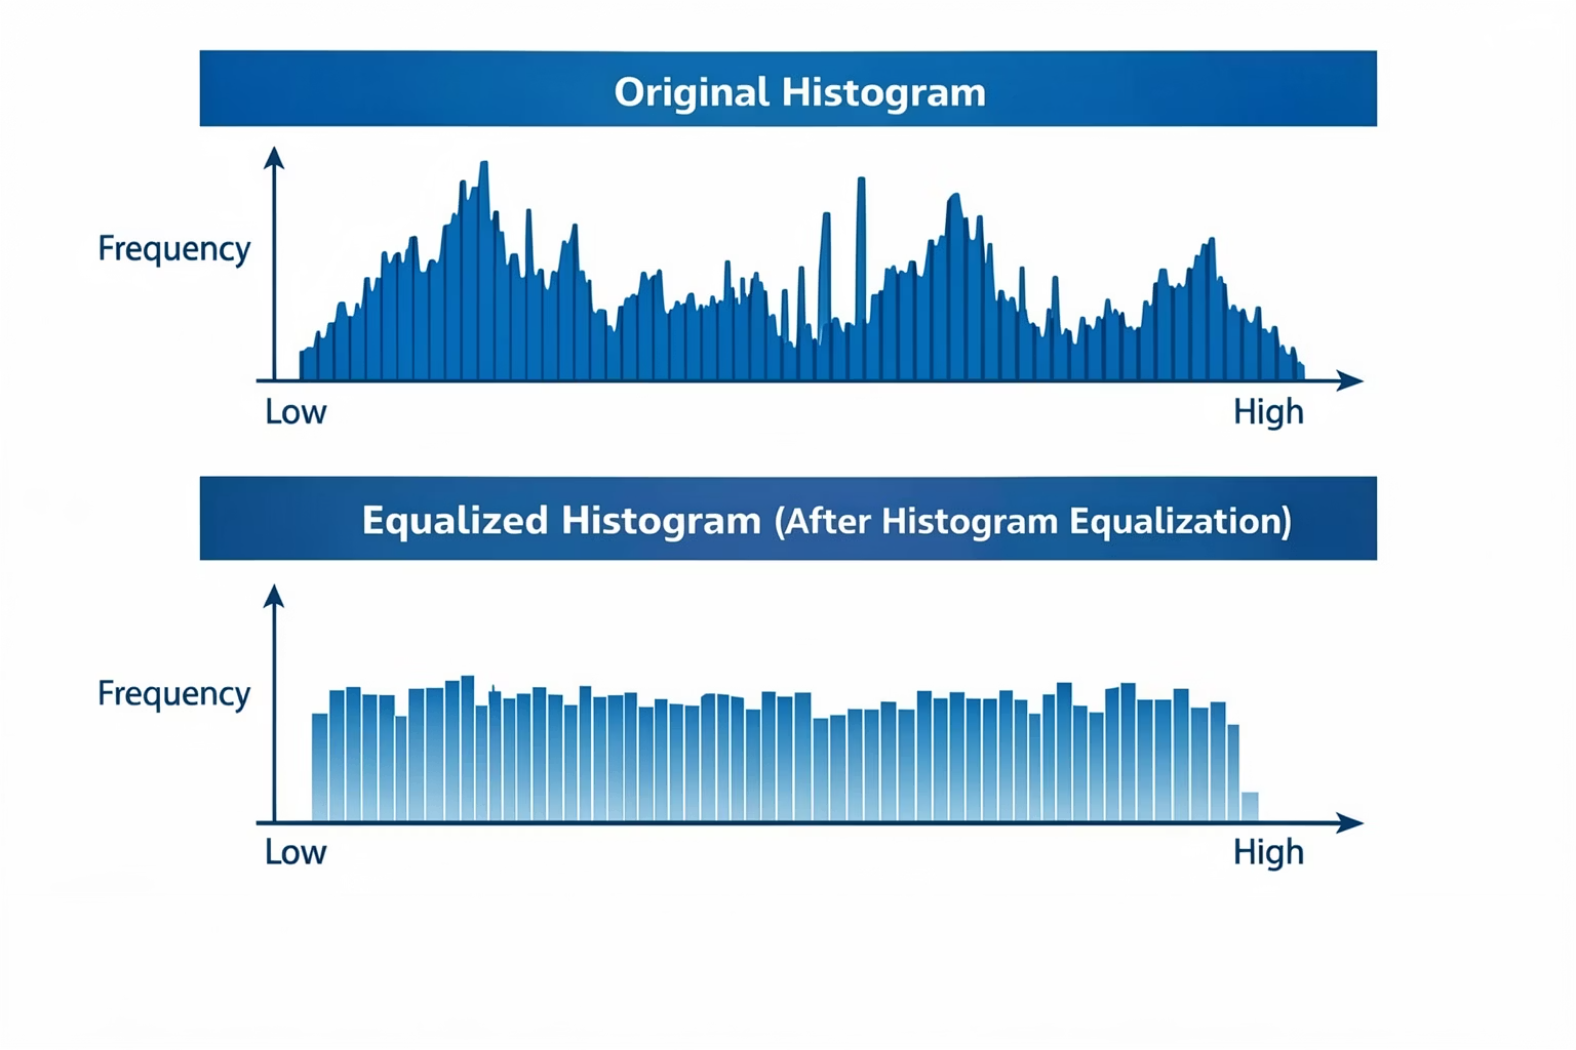 Original Histogram
Frequency
Low High
Equalized Histogram (After Histogram Equalization)
Frequency
Low High